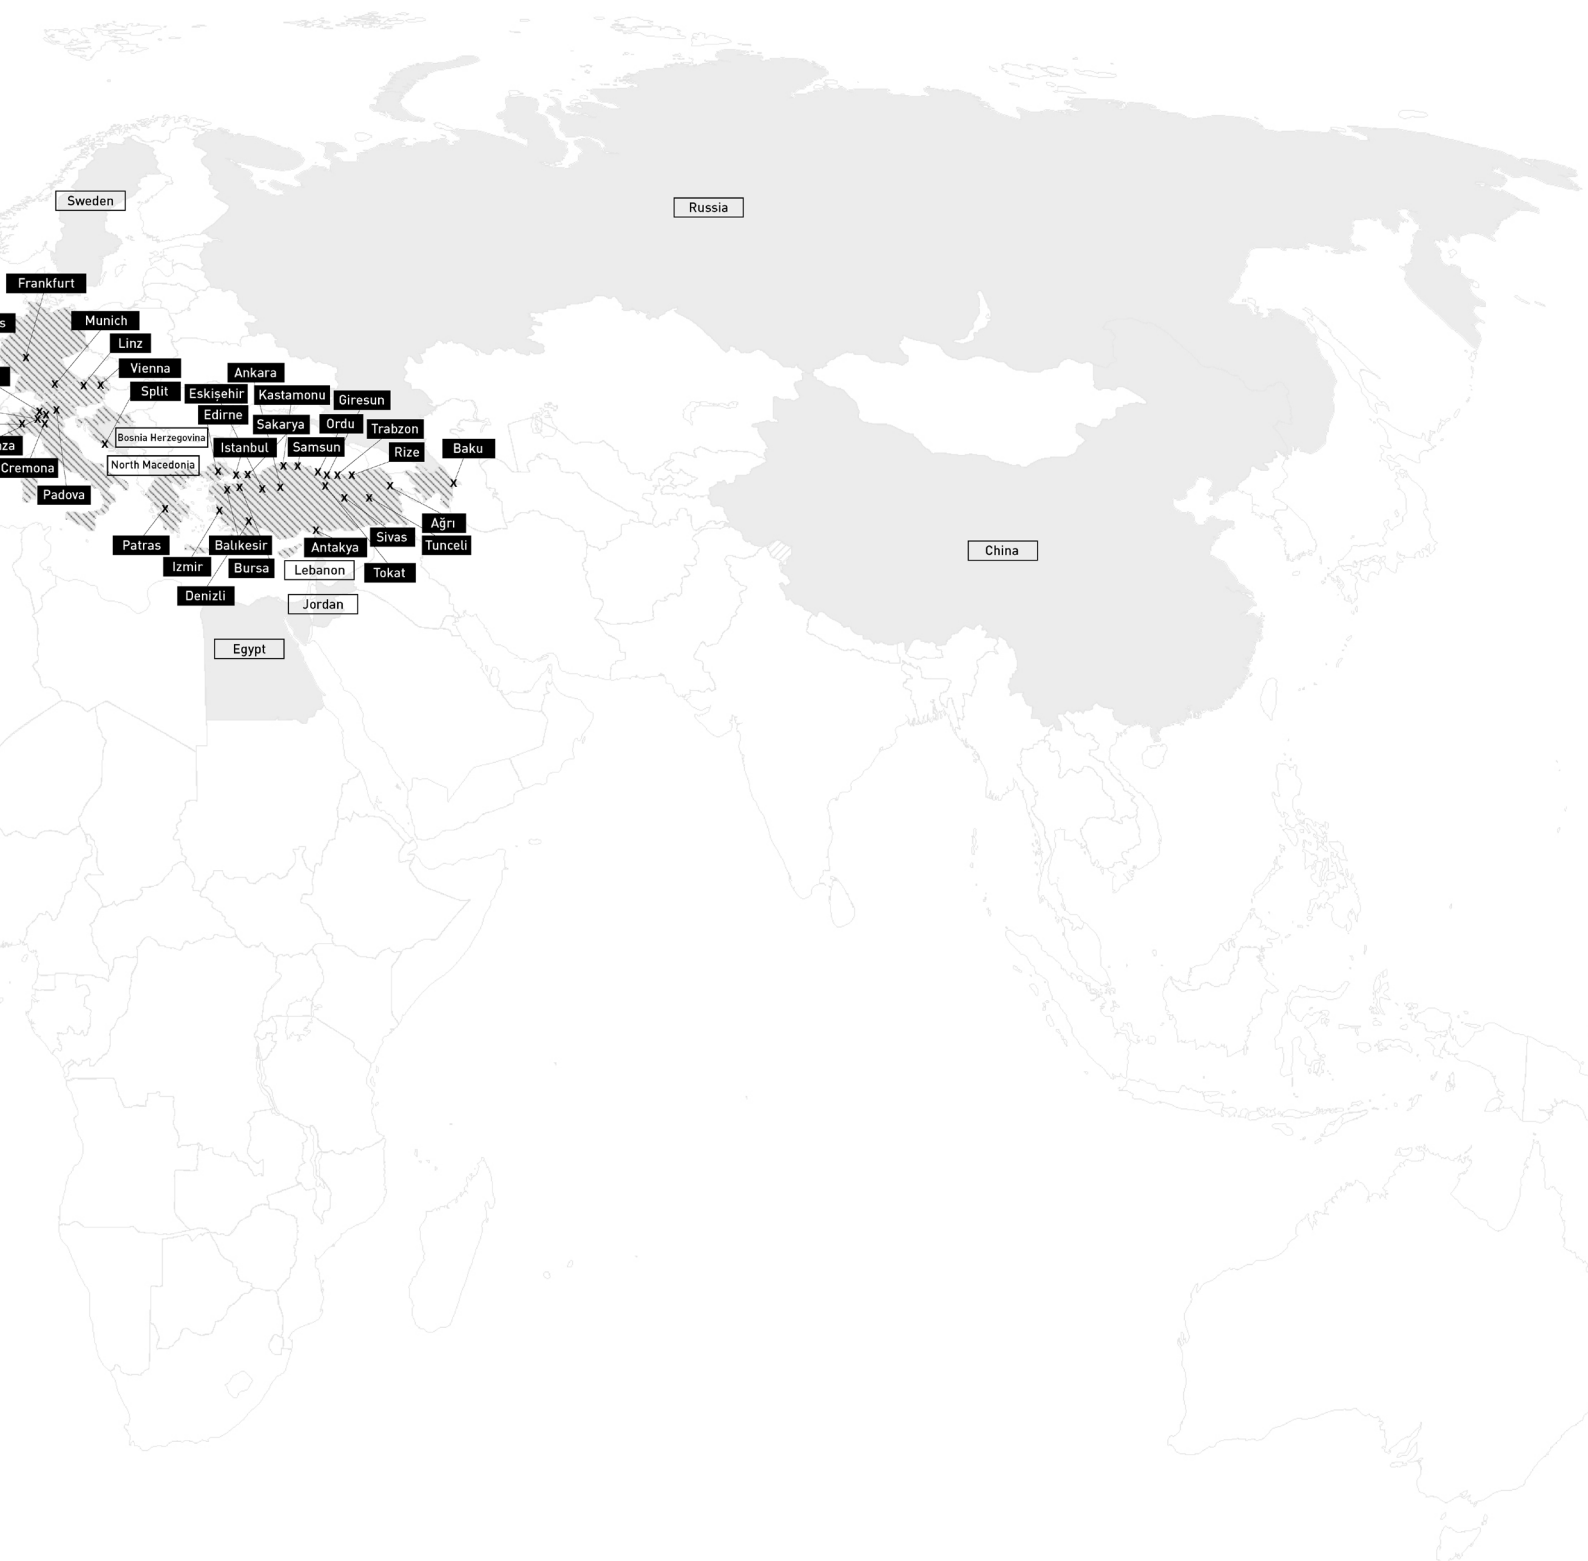 Sweden
Russia
Frankfurt
s
Munich
Linz
Vienna
Ankara
Split
Eskişehir
Kastamonu
Giresun
Edirne
Sakarya
Ordu
Trabzon
Bosnia Herzegovina
Istanbul
Samsun
Rize
Baku
za
North Macedonia
Cremona
Padova
Ağrı
Sivas
Patras
Balıkesir
Antakya
Tunceli
China
Izmir
Bursa
Lebanon
Tokat
Denizli
Jordan
Egypt